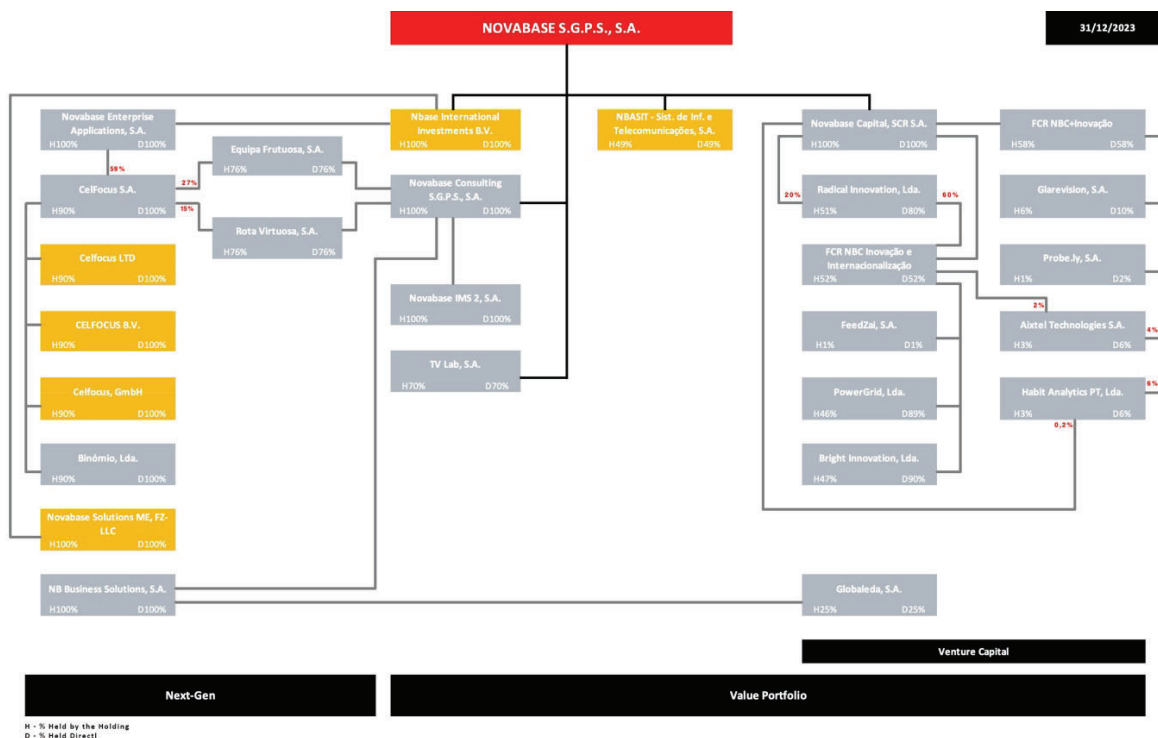 NOVABASE S.G.P.S., S.A.
31/12/2023
Novabase Enterprise
Applications, S.A.
H100% D100%
Nbase International
Investments B.V.
H100% D100%
NBASIT - Sist. de Inf. e
Telecomunicações, S.A.
H49% D49%
Novabase Capital, SCR S.A.
H100% D100%
FCR NBC+Inovação
H58% D58%
Equipa Frutuosa, S.A.
H76% D76%
59%
27%
15%
CelFocus S.A.
H90% D100%
Novabase Consulting
S.G.P.S., S.A.
H100% D100%
20%
Radical Innovation, Lda.
H51% D80%
60%
Glarevision, S.A.
H6% D10%
Rota Virtuosa, S.A.
H76% D76%
Celfocus LTD
H90% D100%
FCR NBC Inovação e
Internacionalização
H52% D52%
Probe.ly, S.A.
H1% D2%
Novabase IMS 2, S.A.
H100% D100%
2%
CELFOCUS B.V.
H90% D100%
FeedZai, S.A.
H1% D1%
Aixtel Technologies S.A.
H3% D6%
4%
TV Lab, S.A.
H70% D70%
Celfocus, GmbH
H90% D100%
PowerGrid, Lda.
H46% D89%
Habit Analytics PT, Lda.
H3% D6%
6%
0,2%
Binómio, Lda.
H90% D100%
Bright Innovation, Lda.
H47% D90%
Novabase Solutions ME, FZ-
LLC
H100% D100%
NB Business Solutions, S.A.
H100% D100%
Globaleda, S.A.
H25% D25%
Venture Capital
Next-Gen
Value Portfolio
H - % Held by the Holding
D - % Held Directl